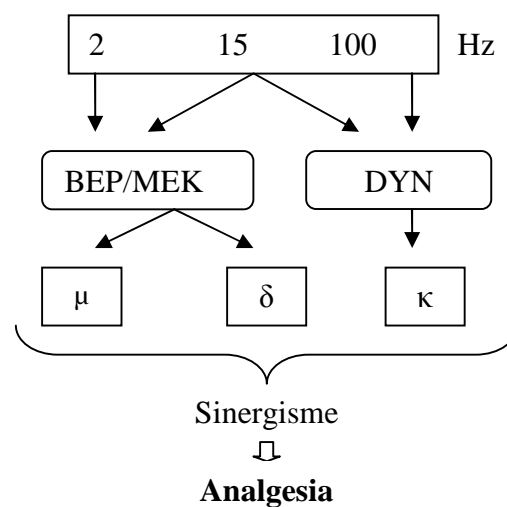 2 15 100 Hz
BEP/MEK DYN
μ δ κ
Sinergisme
Analgesia